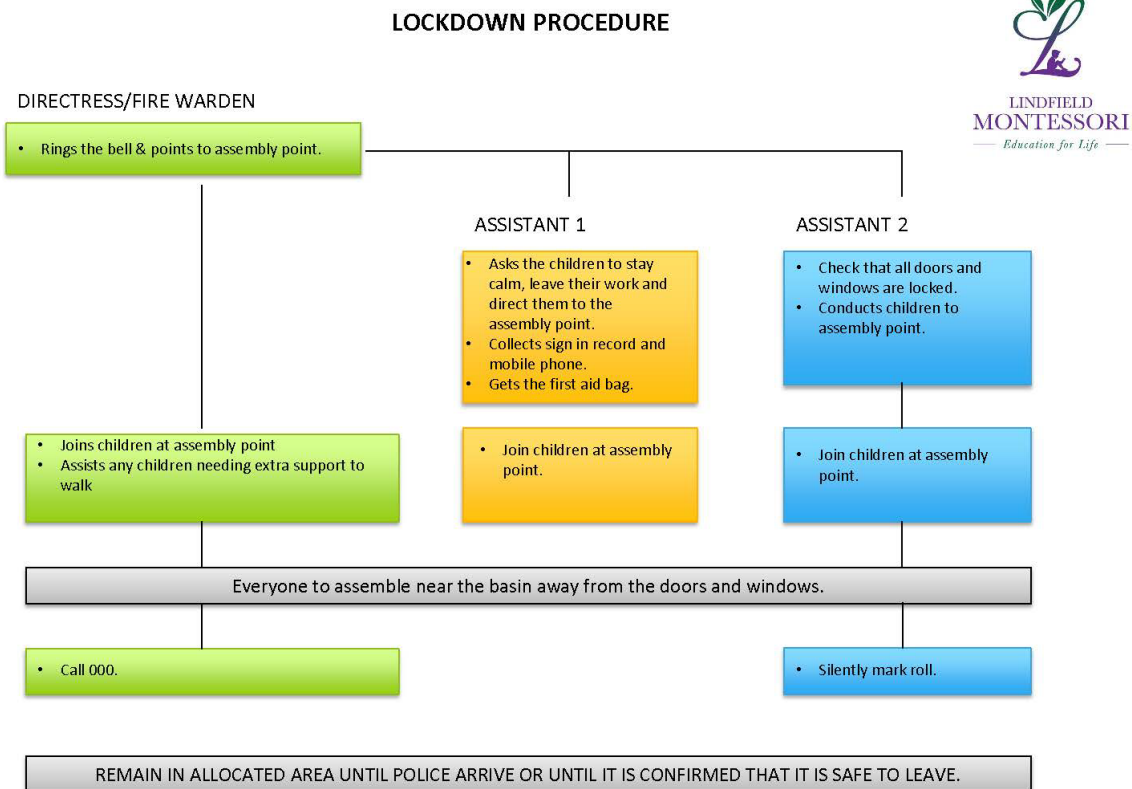 LOCKDOWN PROCEDURE
LINDFIELD
MONTESSORI
Education for Life
DIRECTRESS/FIRE WARDEN
• Rings the bell & points to assembly point.
ASSISTANT 1
• Asks the children to stay
calm, leave their work and
direct them to the
assembly point.
• Collects sign in record and
mobile phone.
• Gets the first aid bag.
ASSISTANT 2
• Check that all doors and
windows are locked.
• Conducts children to
assembly point.
• Joins children at assembly point
• Assists any children needing extra support to
walk
• Join children at assembly
point.
• Join children at assembly
point.
Everyone to assemble near the basin away from the doors and windows.
• Call 000.
• Silently mark roll.
REMAIN IN ALLOCATED AREA UNTIL POLICE ARRIVE OR UNTIL IT IS CONFIRMED THAT IT IS SAFE TO LEAVE.